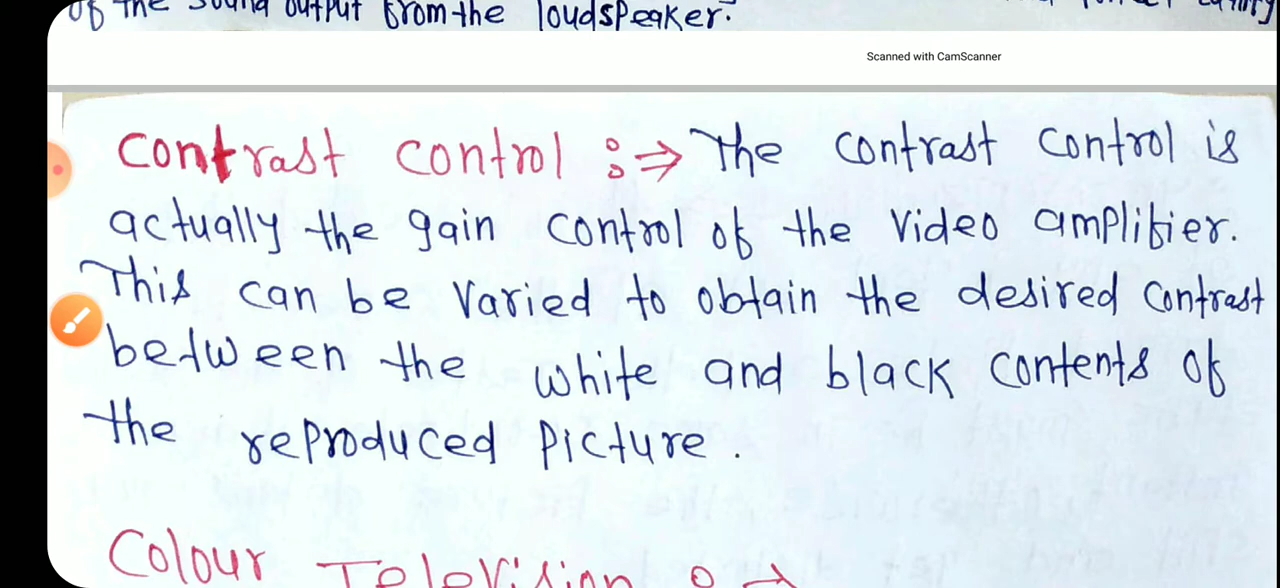 of the sound output from the loudspeaker.
Scanned with CamScanner
Contrast control :⇒ The contrast control is
actually the gain control of the video amplifier.
This can be varied to obtain the desired contrast
between the white and black contents of
the reproduced picture.
Colour Television :⇒